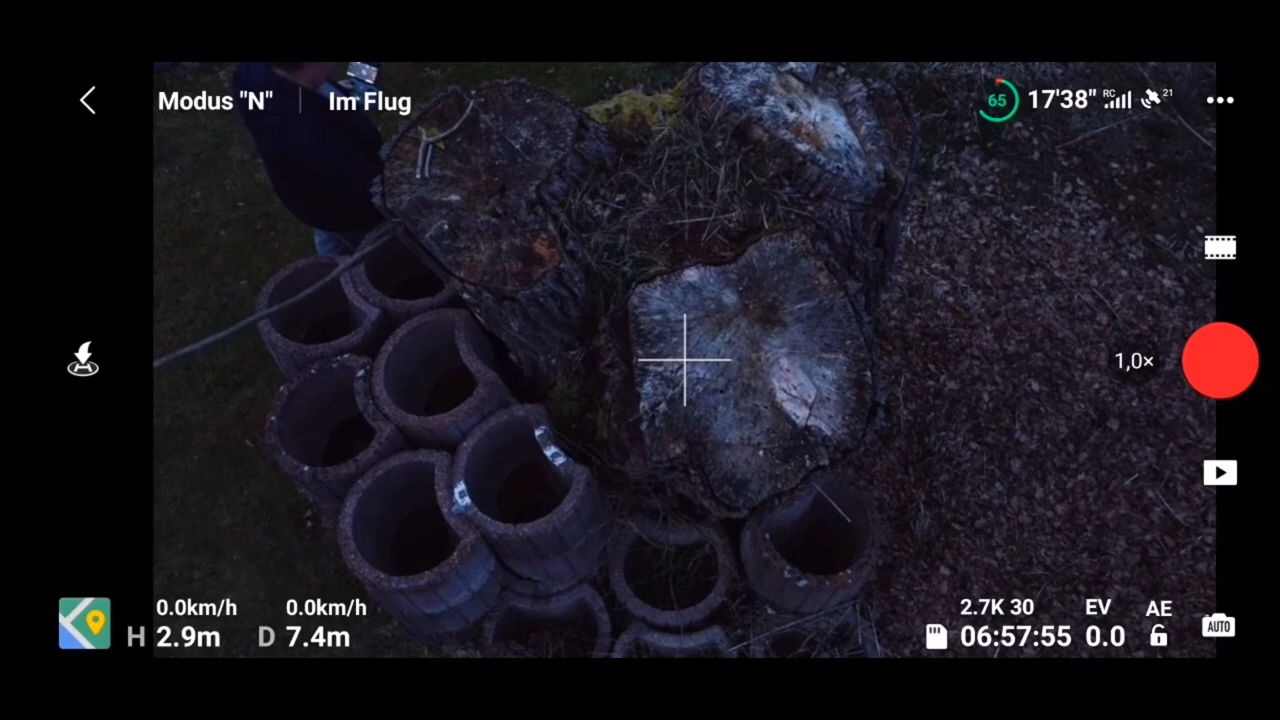 Modus "N" | Im Flug
65 17'38" RC 21
1,0×
0.0km/h 0.0km/h
H 2.9m D 7.4m
2.7K 30 EV AE
06:57:55 0.0
AUTO